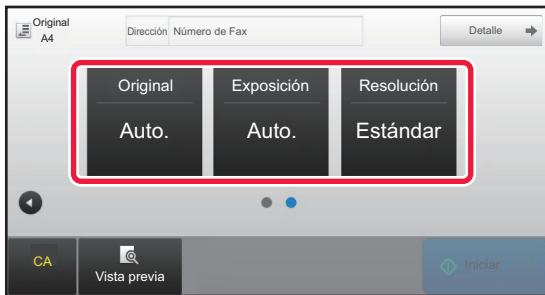 Original
A4
Dirección Número de Fax
Detalle
Original
Auto.
Exposición
Auto.
Resolución
Estándar
CA
Vista previa
Iniciar